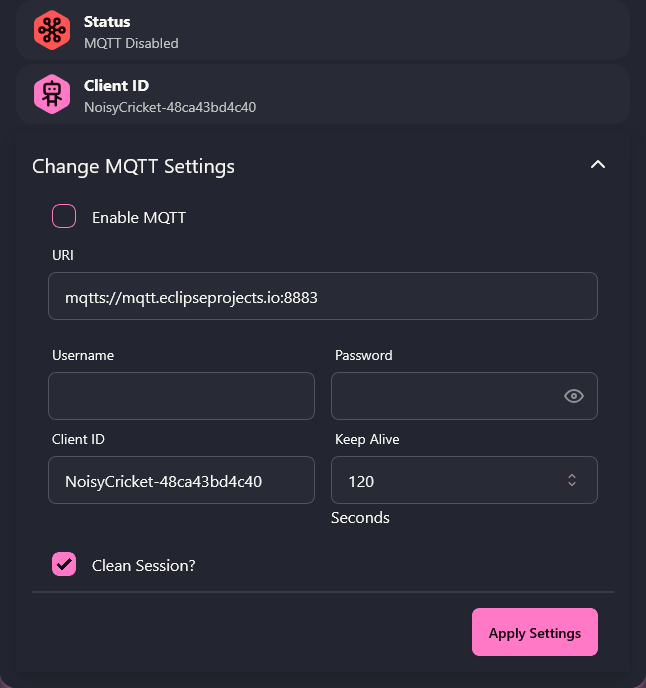 Status
MQTT Disabled
Client ID
NoisyCricket-48ca43bd4c40
Change MQTT Settings
Enable MQTT
URI
mqtts://mqtt.eclipseprojects.io:8883
Username
Password
Client ID
Keep Alive
NoisyCricket-48ca43bd4c40
120
Seconds
Clean Session?
Apply Settings